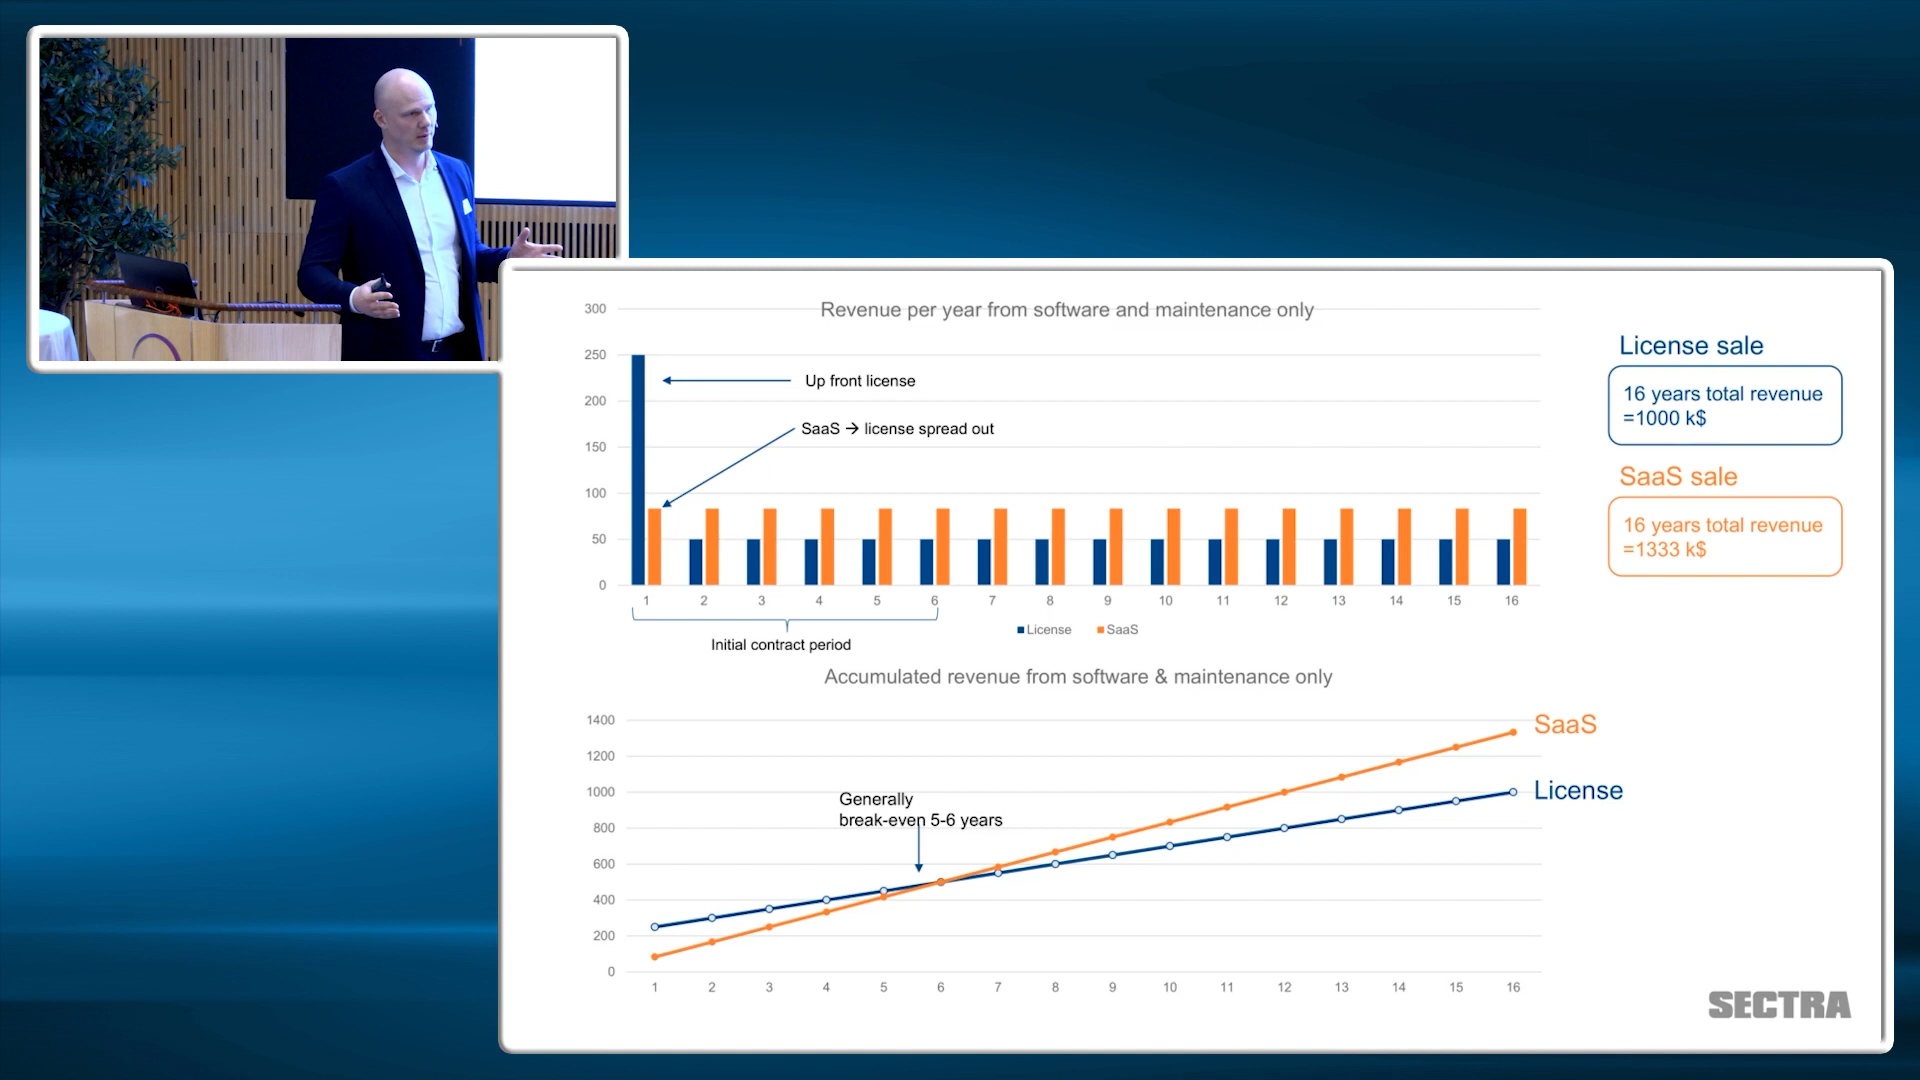 Revenue per year from software and maintenance only
300
250
200
150
100
50
0
Up front license
SaaS → license spread out
1 2 3 4 5 6 7 8 9 10 11 12 13 14 15 16
Initial contract period
License SaaS
License sale
16 years total revenue
=1000 k$
SaaS sale
16 years total revenue
=1333 k$
Accumulated revenue from software & maintenance only
1400
1200
1000
800
600
400
200
0
Generally
break-even 5-6 years
SaaS
License
1 2 3 4 5 6 7 8 9 10 11 12 13 14 15 16
SECTRA